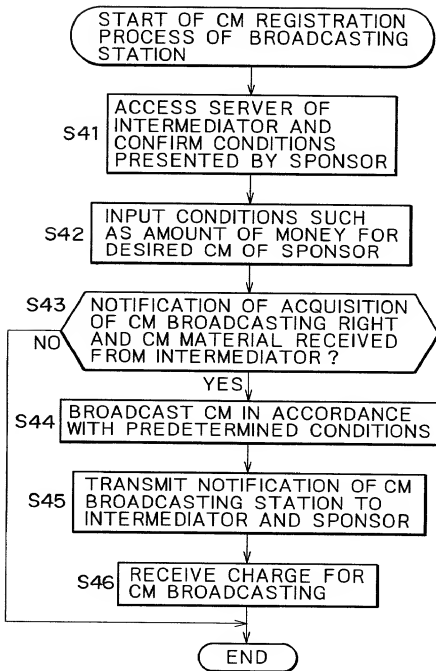 START OF CM REGISTRATION
PROCESS OF BROADCASTING
STATION
S41
ACCESS SERVER OF
INTERMEDIATOR AND
CONFIRM CONDITIONS
PRESENTED BY SPONSOR
S42
INPUT CONDITIONS SUCH
AS AMOUNT OF MONEY FOR
DESIRED CM OF SPONSOR
S43
NOTIFICATION OF ACQUISITION
OF CM BROADCASTING RIGHT
AND CM MATERIAL RECEIVED
FROM INTERMEDIATOR?
NO
YES
S44
BROADCAST CM IN ACCORDANCE
WITH PREDETERMINED CONDITIONS
S45
TRANSMIT NOTIFICATION OF CM
BROADCASTING STATION TO
INTERMEDIATOR AND SPONSOR
S46
RECEIVE CHARGE FOR
CM BROADCASTING
END